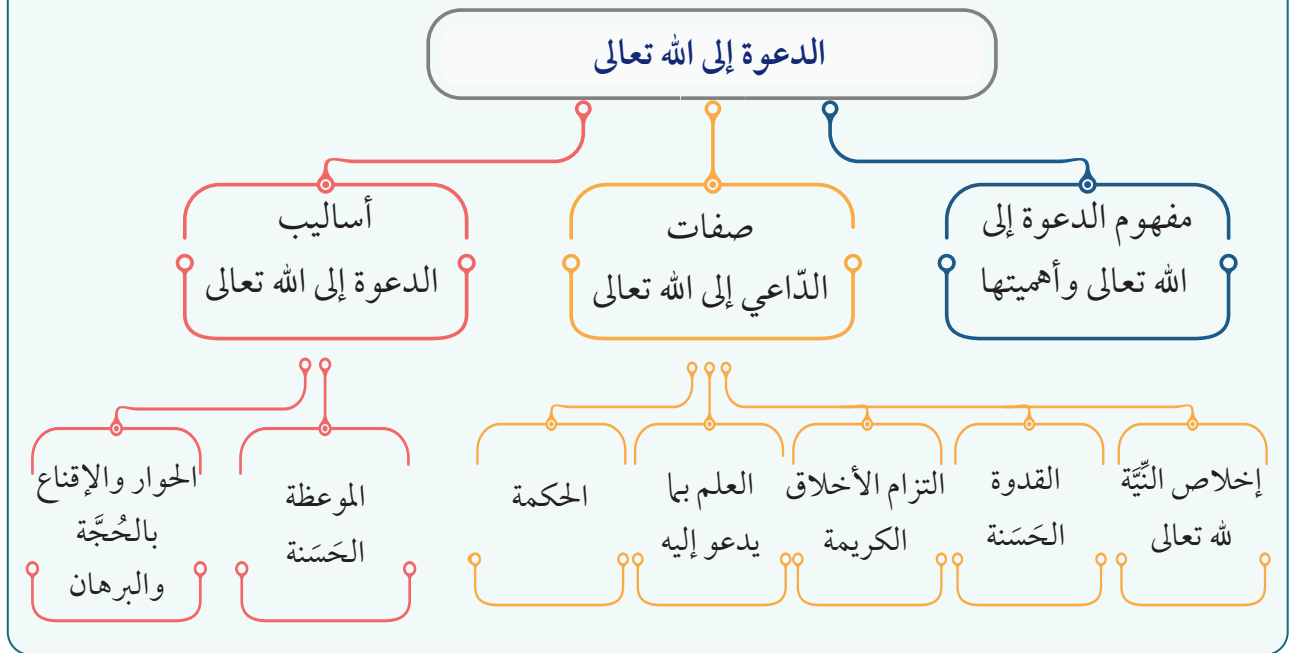 الدعوة إلى الله تعالى
مفهوم الدعوة إلى
الله تعالى وأهميتها
صفات
الدّاعي إلى الله تعالى
أساليب
الدعوة إلى الله تعالى
إخلاص النِّيَّة
لله تعالى
القدوة
الحَسَنة
التزام الأخلاق
الكريمة
العلم بما
يدعو إليه
الحكمة
الموعظة
الحَسَنة
الحوار والإقناع
بالحُجَّة
والبرهان